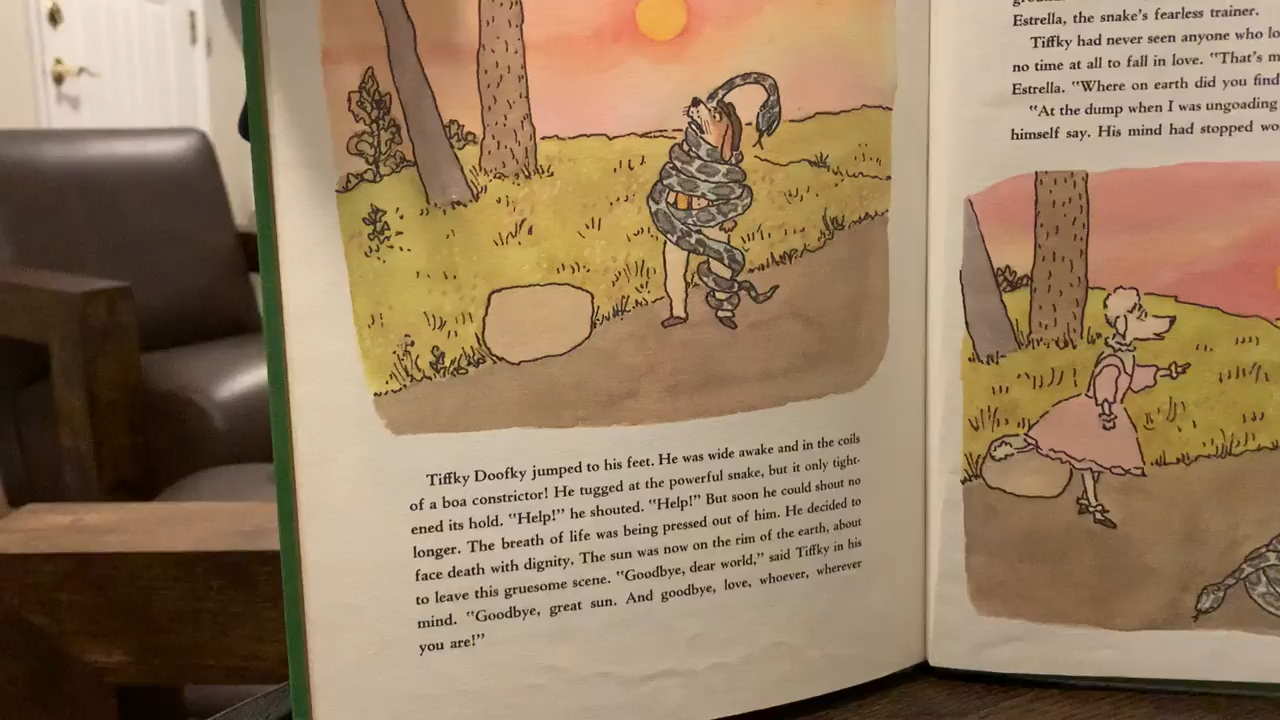 Tiffky Doofky jumped to his feet. He was wide awake and in the coils
of a boa constrictor! He tugged at the powerful snake, but it only tight-
ened its hold. "Help!" he shouted. "Help!" But soon he could shout no
longer. The breath of life was being pressed out of him. He decided to
face death with dignity. The sun was now on the rim of the earth, about
to leave this gruesome scene. "Goodbye, dear world," said Tiffky in his
mind. "Goodbye, great sun. And goodbye, love, whoever, wherever
you are!"
Estrella, the snake's fearless trainer.
Tiffky had never seen anyone who
no time at all to fall in love. "That's
Estrella. "Where on earth did you find
"At the dump when I was ungoading
himself say. His mind had stopped